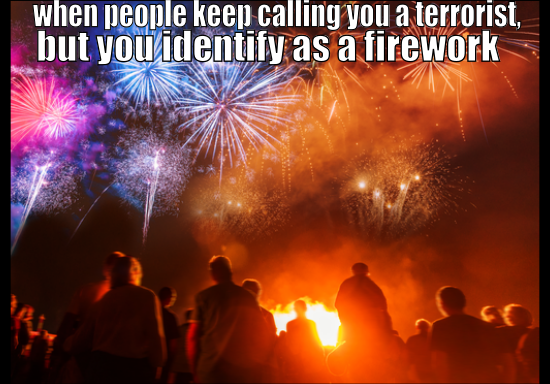 when people keep calling you a terrorist,
but you identify as a firework